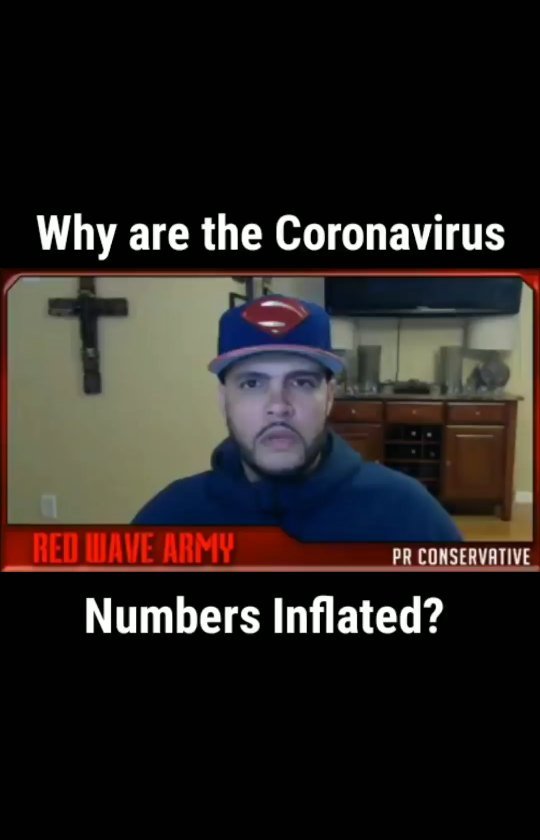 Why are the Coronavirus
RED WAVE ARMY
PR CONSERVATIVE
Numbers Inflated?